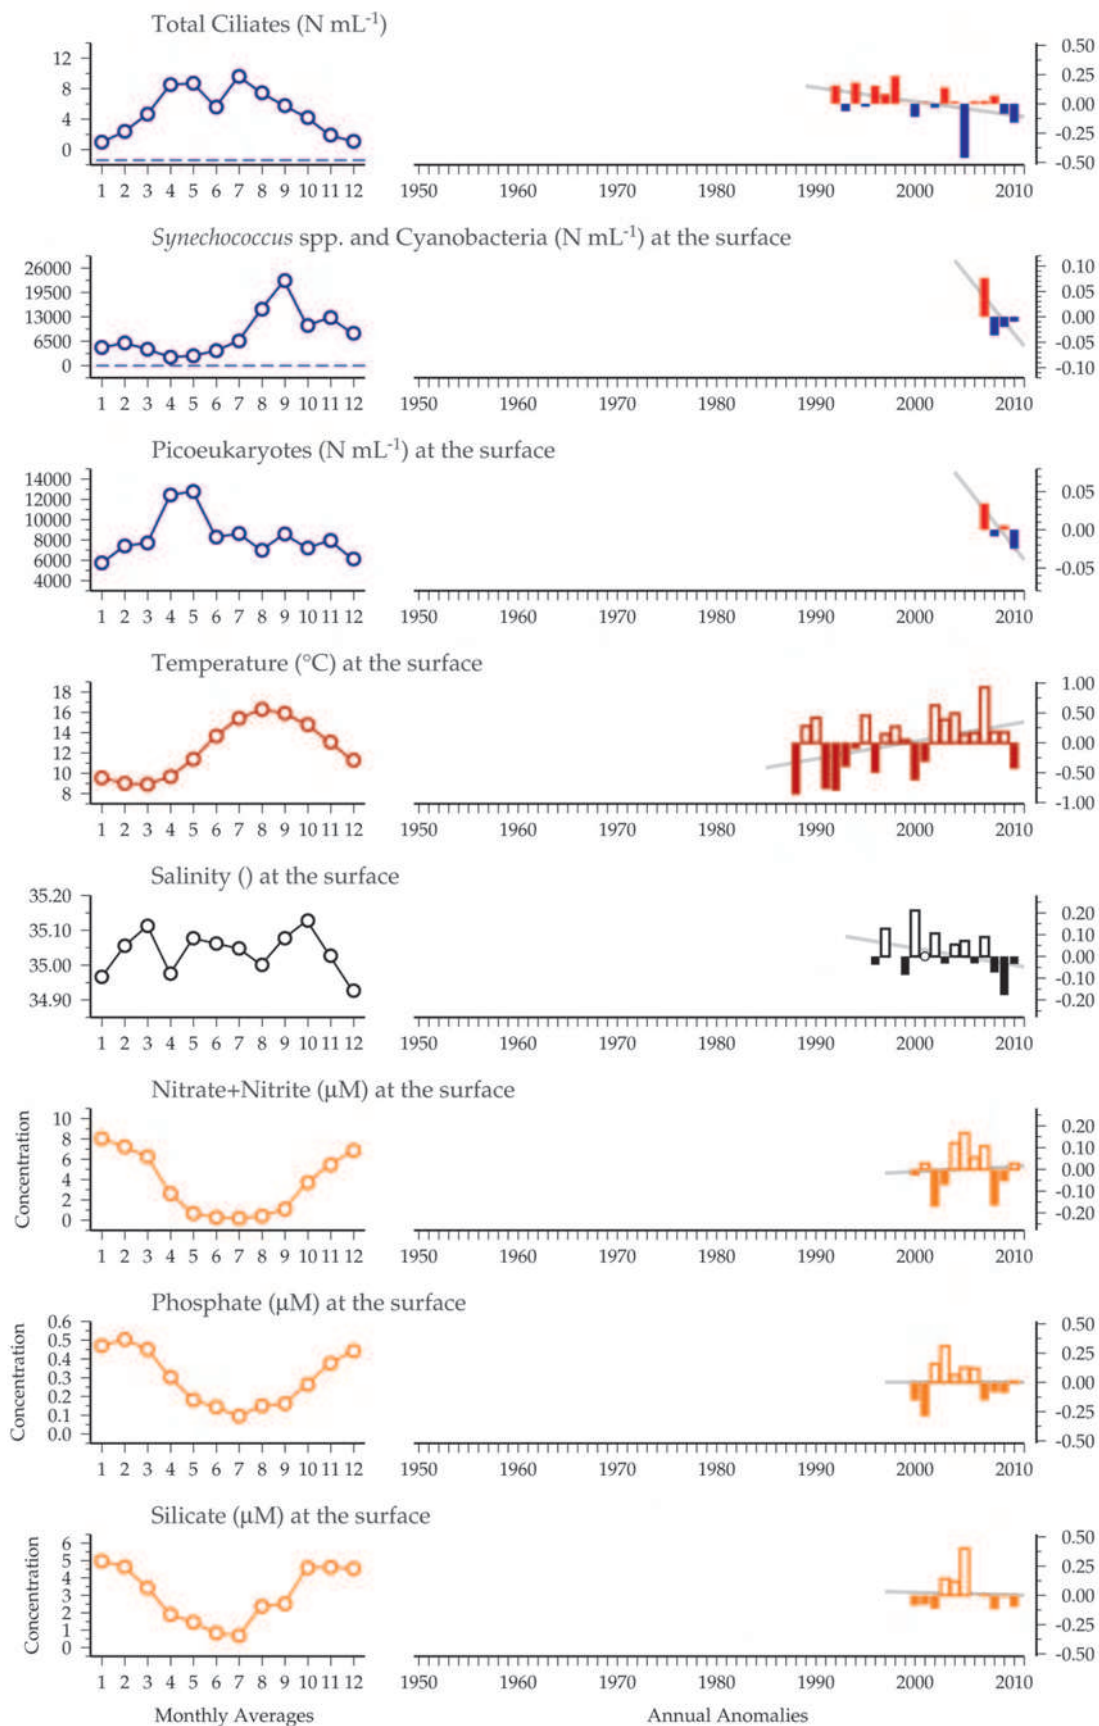 Total Ciliates (N mL⁻¹)
12
8
4
0
0.50
0.25
0.00
-0.25
-0.50
1 2 3 4 5 6 7 8 9 10 11 12
1950 1960 1970 1980 1990 2000 2010
Synechococcus spp. and Cyanobacteria (N mL⁻¹) at the surface
26000
19500
13000
6500
0
0.10
0.05
0.00
-0.05
-0.10
1 2 3 4 5 6 7 8 9 10 11 12
1950 1960 1970 1980 1990 2000 2010
Picoeukaryotes (N mL⁻¹) at the surface
14000
12000
10000
8000
6000
4000
0.05
0.00
-0.05
1 2 3 4 5 6 7 8 9 10 11 12
1950 1960 1970 1980 1990 2000 2010
Temperature (°C) at the surface
18
16
14
12
10
8
1.00
0.50
0.00
-0.50
-1.00
1 2 3 4 5 6 7 8 9 10 11 12
1950 1960 1970 1980 1990 2000 2010
Salinity () at the surface
35.20
35.10
35.00
34.90
0.20
0.10
0.00
-0.10
-0.20
1 2 3 4 5 6 7 8 9 10 11 12
1950 1960 1970 1980 1990 2000 2010
Nitrate+Nitrite (µM) at the surface
Concentration
10
8
6
4
2
0
0.20
0.10
0.00
-0.10
-0.20
1 2 3 4 5 6 7 8 9 10 11 12
1950 1960 1970 1980 1990 2000 2010
Phosphate (µM) at the surface
Concentration
0.6
0.5
0.4
0.3
0.2
0.1
0.0
0.50
0.25
0.00
-0.25
-0.50
1 2 3 4 5 6 7 8 9 10 11 12
1950 1960 1970 1980 1990 2000 2010
Silicate (µM) at the surface
Concentration
6
5
4
3
2
1
0
0.50
0.25
0.00
-0.25
-0.50
1 2 3 4 5 6 7 8 9 10 11 12
1950 1960 1970 1980 1990 2000 2010
Monthly Averages
Annual Anomalies